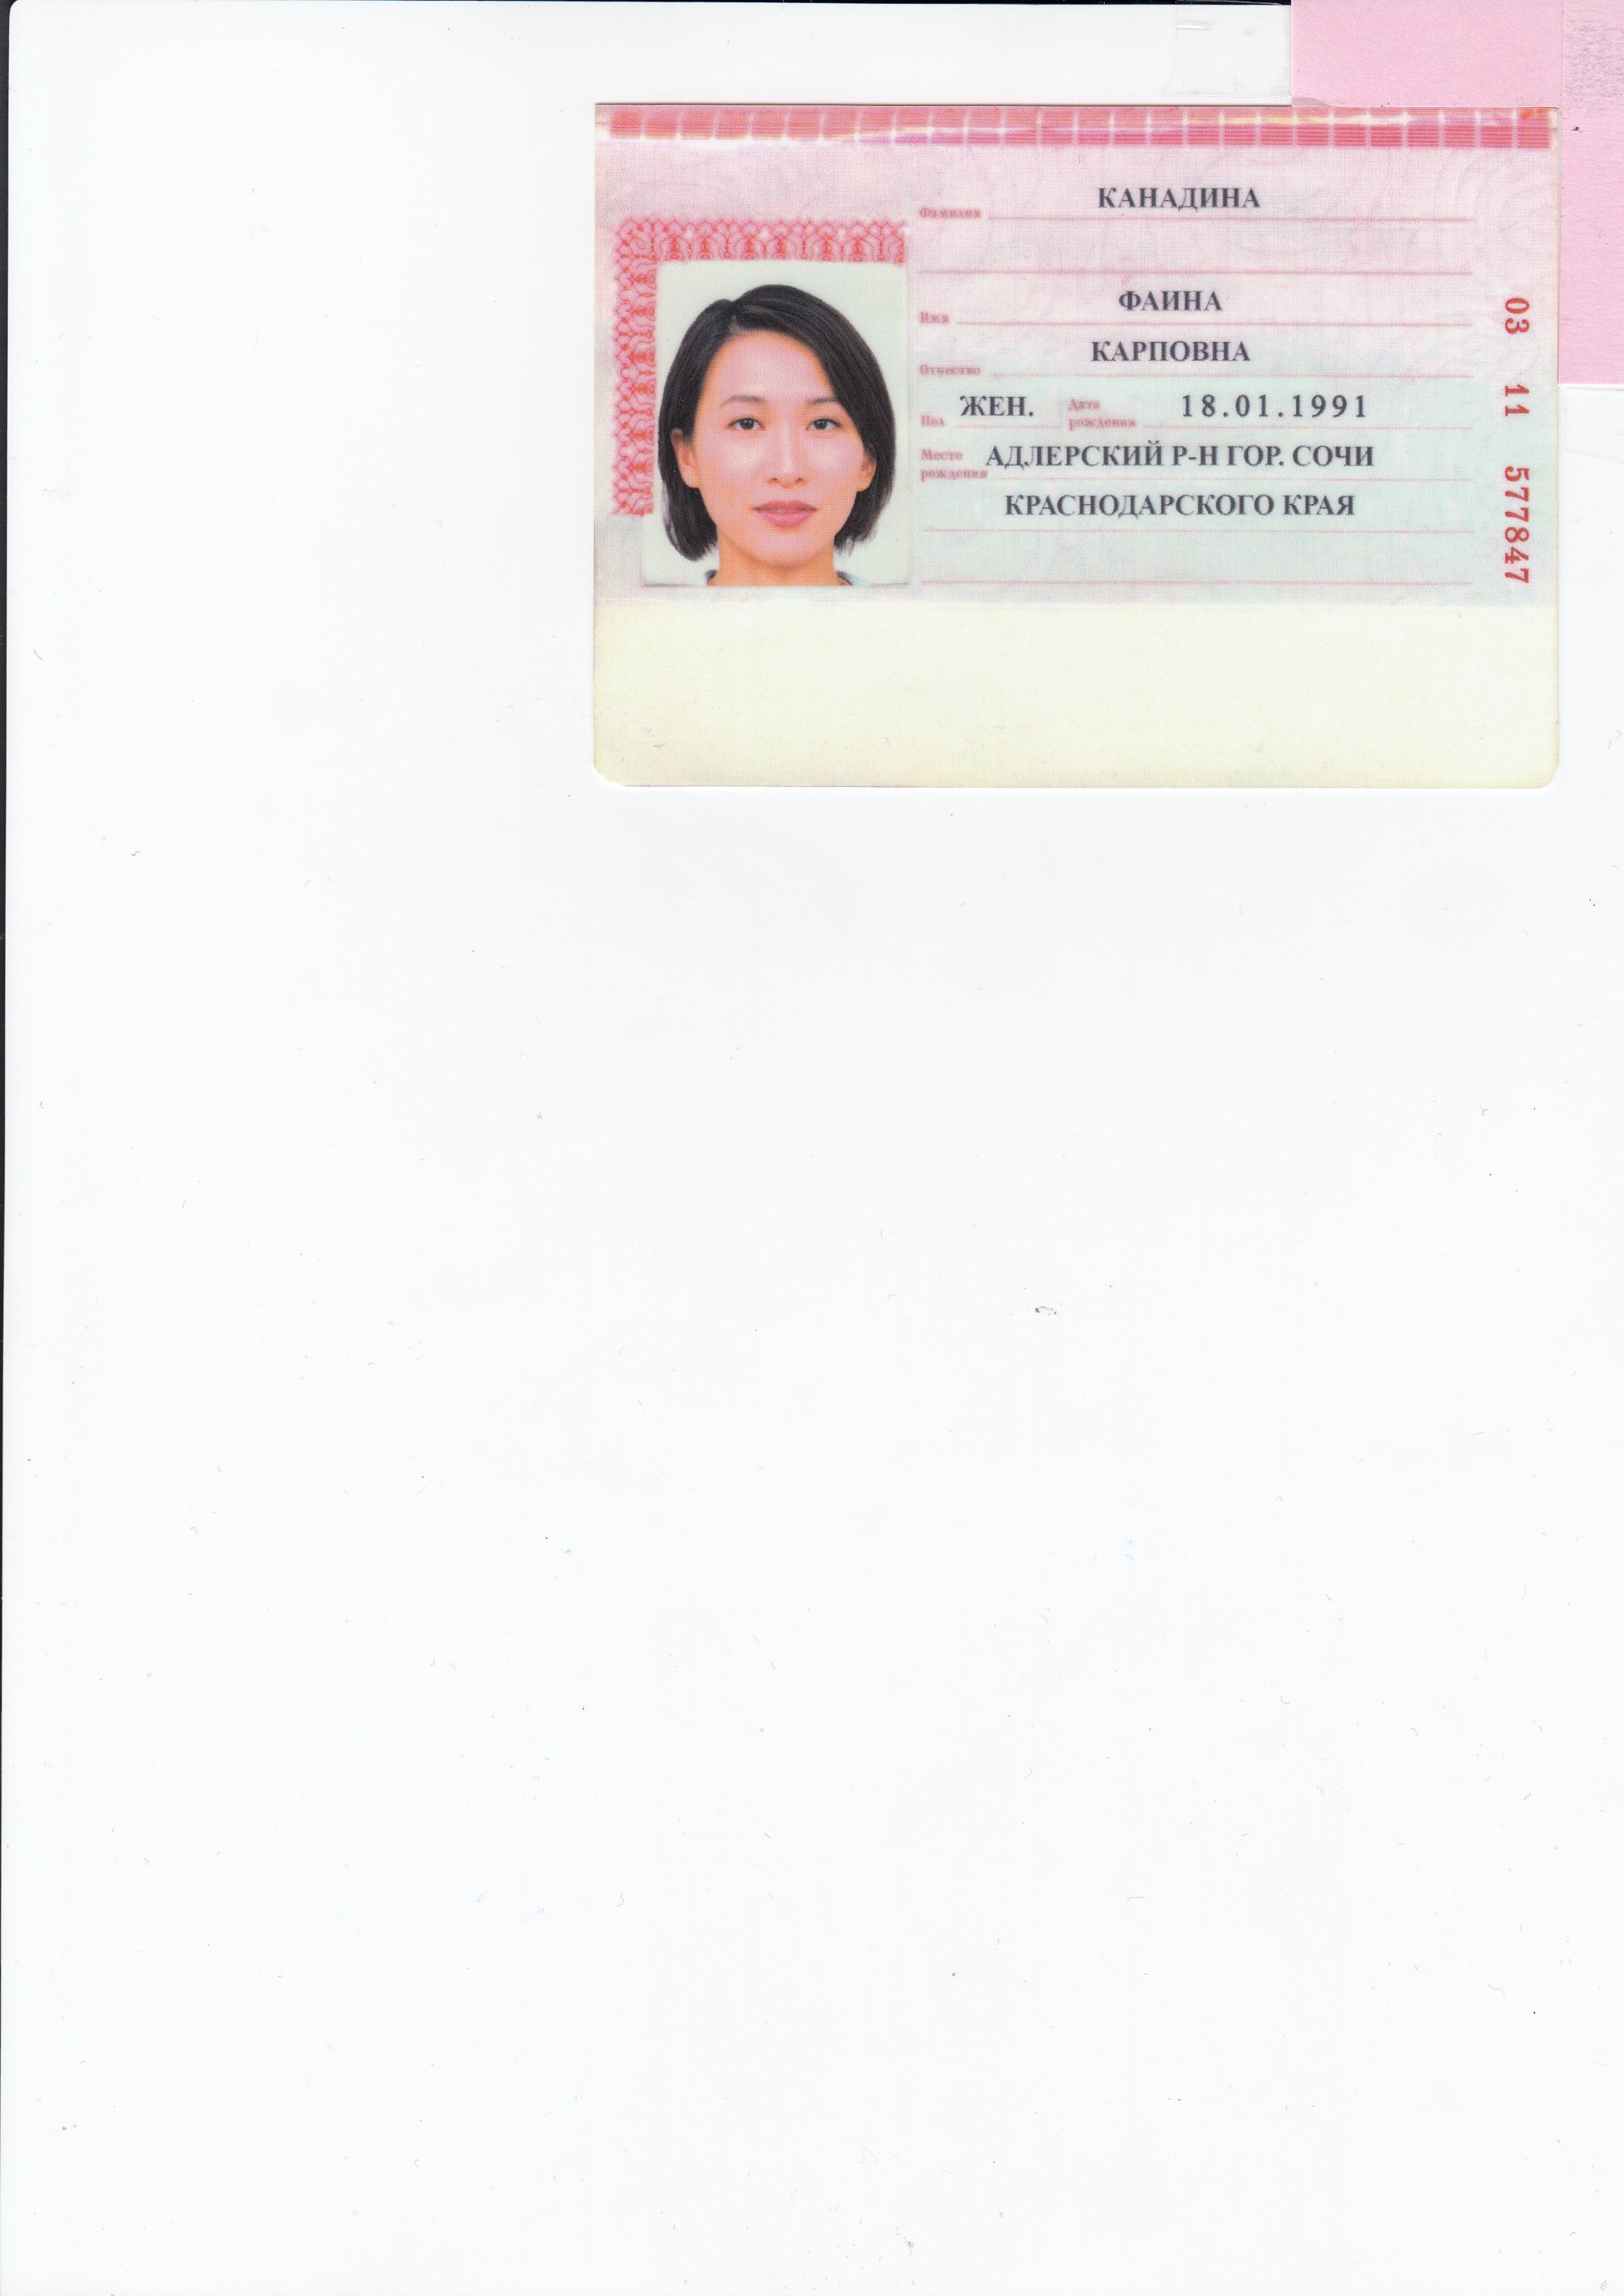 КАНАДИНА
Фамилия
ФАИНА
Имя
КАРПОВНА
Отчество
ЖЕН. Дата 18.01.1991
Пол рождения
Место АДЛЕРСКИЙ Р-Н ГОР. СОЧИ
рождения
КРАСНОДАРСКОГО КРАЯ
03 11 577847